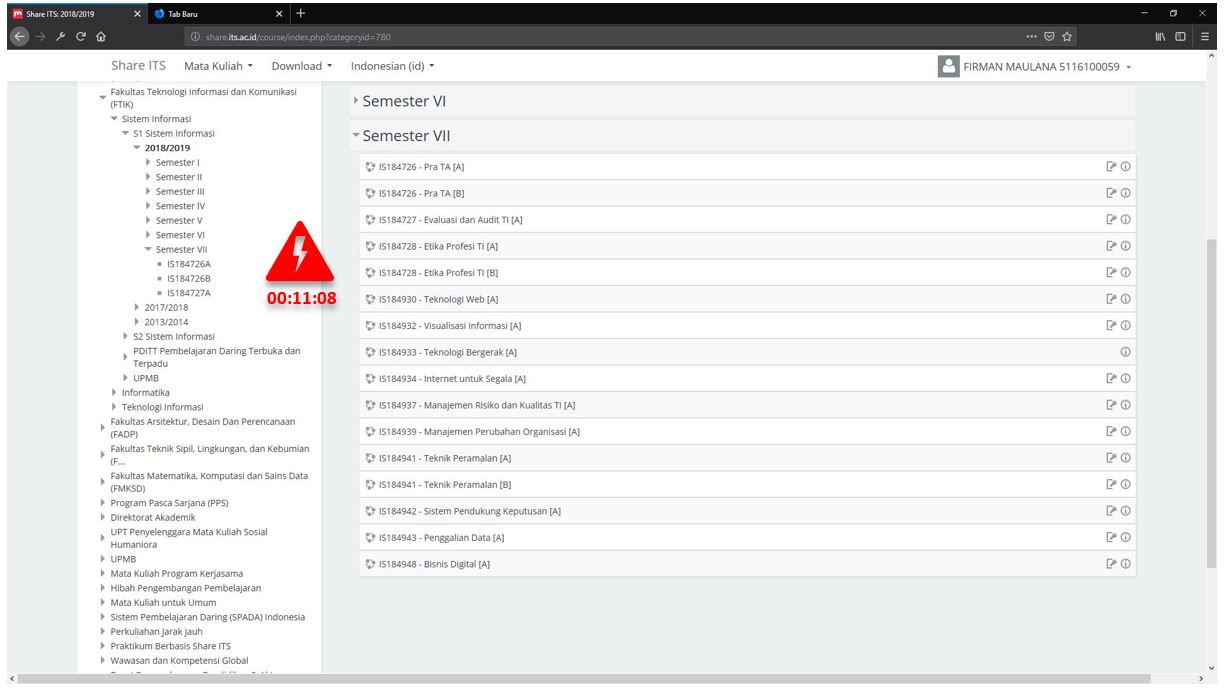 Share ITS: 2018/2019
Tab Baru
share.its.ac.id/course/index.php?categoryid=780
Share ITS
Mata Kuliah
Download
Indonesian (id)
FIRMAN MAULANA 5116100059
Fakultas Teknologi Informasi dan Komunikasi
(FTIK)
Sistem Informasi
S1 Sistem Informasi
2018/2019
Semester I
Semester II
Semester III
Semester IV
Semester V
Semester VI
Semester VII
IS184726A
IS184726B
IS184727A
2017/2018
2013/2014
S2 Sistem Informasi
PDITT Pembelajaran Daring Terbuka dan
Terpadu
UPMB
Informatika
Teknologi Informasi
Fakultas Arsitektur, Desain Dan Perencanaan
(FADP)
Fakultas Teknik Sipil, Lingkungan, dan Kebumian
(F...
Fakultas Matematika, Komputasi dan Sains Data
(FMKSD)
Program Pasca Sarjana (PPS)
Direktorat Akademik
UPT Penyelenggara Mata Kuliah Sosial
Humaniora
UPMB
Mata Kuliah Program Kerjasama
Hibah Pengembangan Pembelajaran
Mata Kuliah untuk Umum
Sistem Pembelajaran Daring (SPADA) Indonesia
Perkuliahan Jarak Jauh
Praktikum Berbasis Share ITS
Wawasan dan Kompetensi Global
00:11:08
Semester VI
Semester VII
IS184726 - Pra TA [A]
IS184726 - Pra TA [B]
IS184727 - Evaluasi dan Audit TI [A]
IS184728 - Etika Profesi TI [A]
IS184728 - Etika Profesi TI [B]
IS184930 - Teknologi Web [A]
IS184932 - Visualisasi Informasi [A]
IS184933 - Teknologi Bergerak [A]
IS184934 - Internet untuk Segala [A]
IS184937 - Manajemen Risiko dan Kualitas TI [A]
IS184939 - Manajemen Perubahan Organisasi [A]
IS184941 - Teknik Peramalan [A]
IS184941 - Teknik Peramalan [B]
IS184942 - Sistem Pendukung Keputusan [A]
IS184943 - Penggalian Data [A]
IS184948 - Bisnis Digital [A]